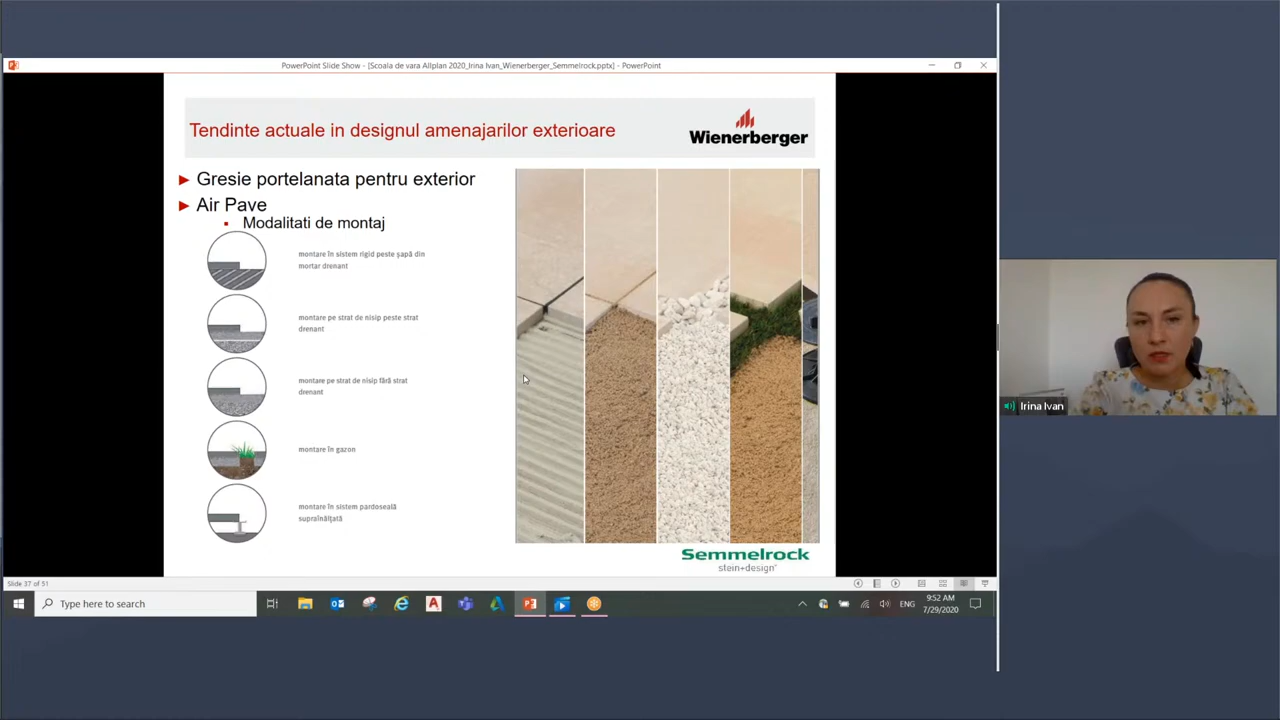 PowerPoint Slide Show - [Scoala de vara Allplan 2020_Irina Ivan_Wienerberger_Semmelrock.pptx] - PowerPoint
Tendinte actuale in designul amenajarilor exterioare
Wienerberger
Gresie portelanata pentru exterior
Air Pave
Modalitati de montaj
montare în sistem rigid peste șapă din
mortar drenant
montare pe strat de nisip peste strat
drenant
montare pe strat de nisip fără strat
drenant
montare în gazon
montare în sistem pardoseală
supraînălțată
Semmelrock
stein+design
Irina Ivan
Slide 37 of 51
Type here to search
ENG
9:52 AM
7/29/2020